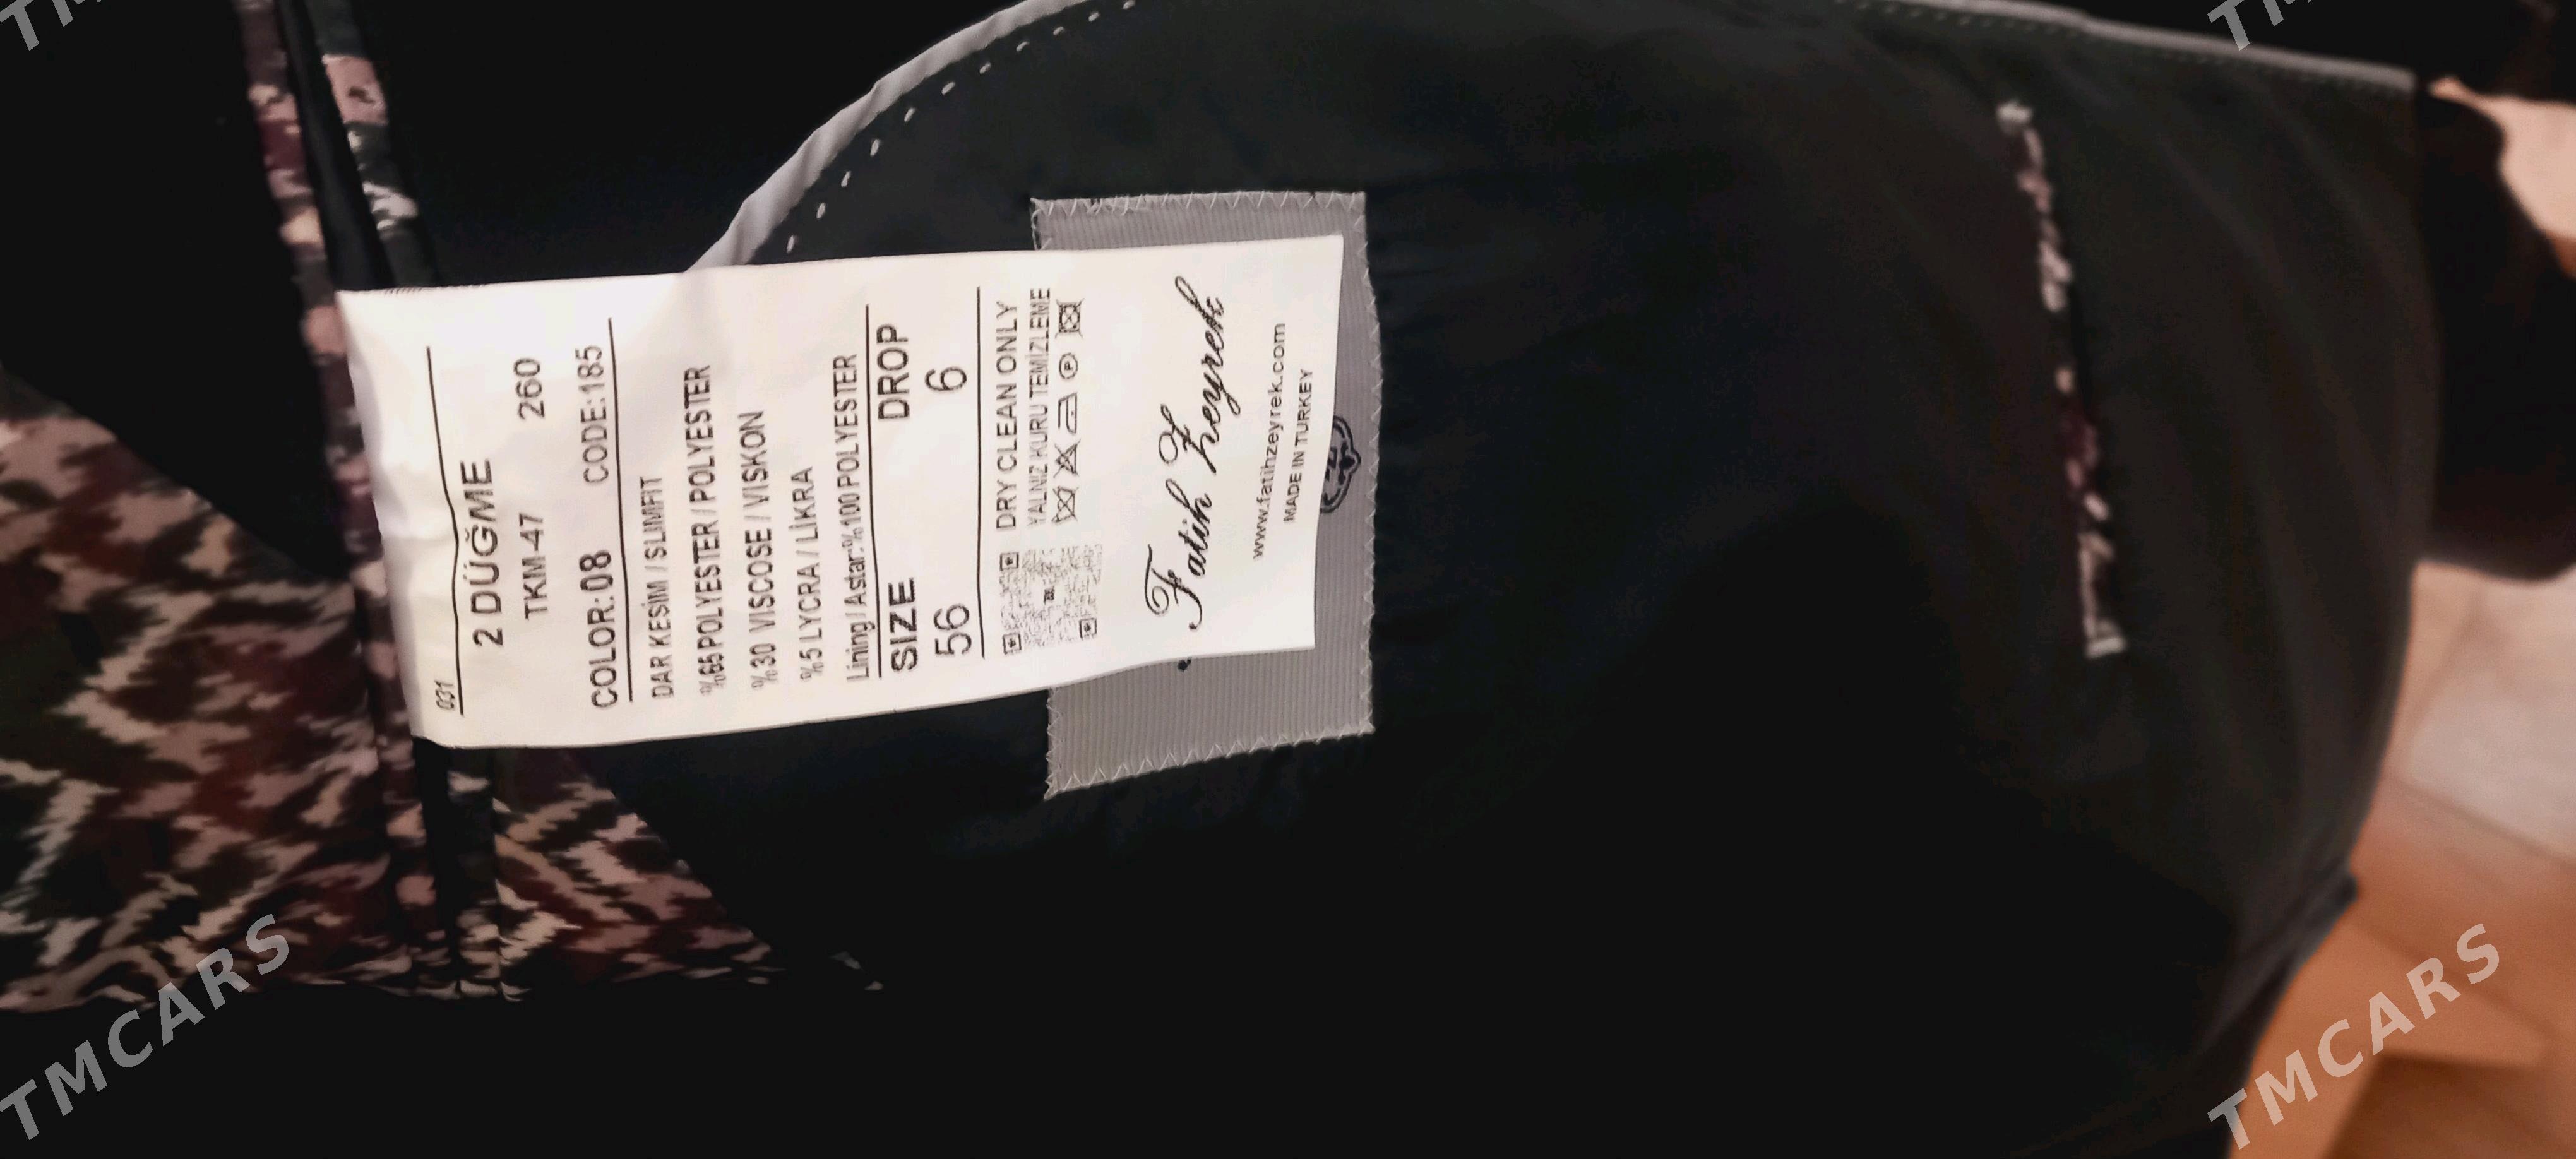 031
2 DÜĞME
TKM-47 260
COLOR:08 CODE:185
DAR KESİM / SLIMFIT
%65 POLYESTER / POLYESTER
%30 VISCOSE / VISKON
%5 LYCRA / LİKRA
Lining / Astar:%100 POLYESTER
SIZE DROP
56 6
DRY CLEAN ONLY
YALNIZ KURU TEMİZLEME
P
Fatih Zeyrek
www.fatihzeyrek.com
MADE IN TURKEY
TMCARS
TMCARS